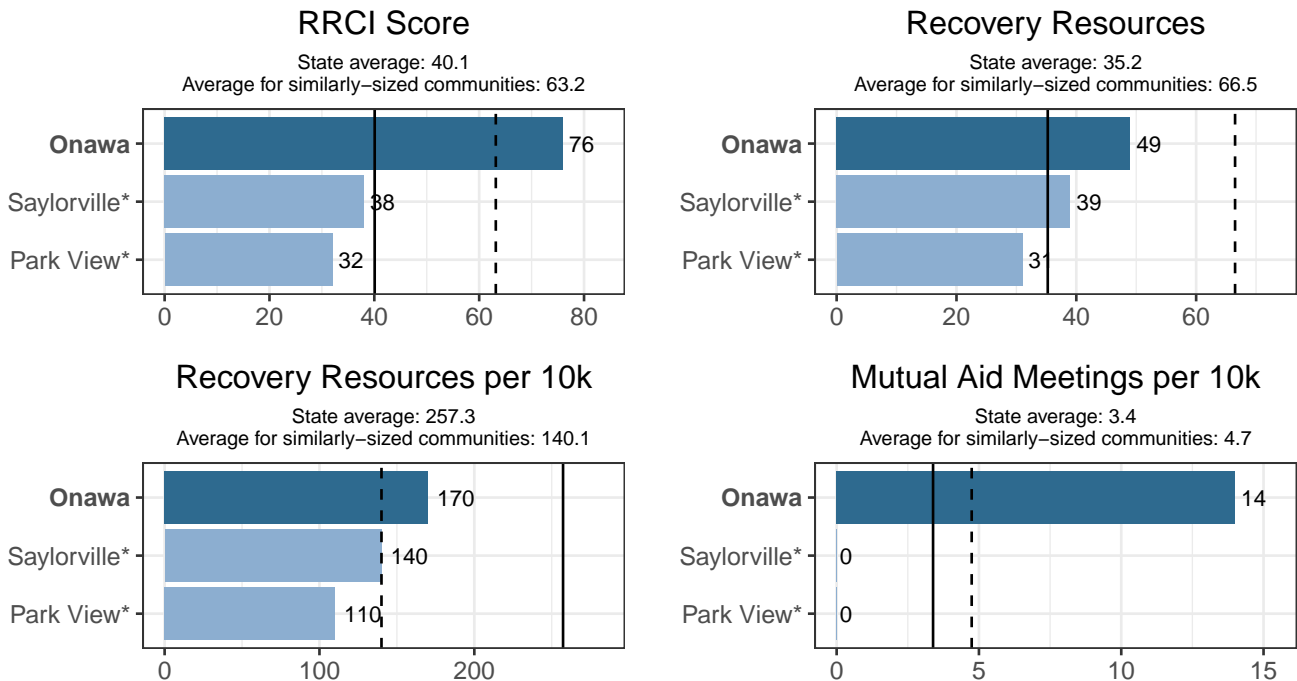 RRCI Score
State average: 40.1
Average for similarly−sized communities: 63.2
Onawa
76
Saylorville*
38
Park View*
32
0 20 40 60 80
Recovery Resources
State average: 35.2
Average for similarly−sized communities: 66.5
Onawa
49
Saylorville*
39
Park View*
31
0 20 40 60
Recovery Resources per 10k
State average: 257.3
Average for similarly−sized communities: 140.1
Onawa
170
Saylorville*
140
Park View*
110
0 100 200
Mutual Aid Meetings per 10k
State average: 3.4
Average for similarly−sized communities: 4.7
Onawa
14
Saylorville*
0
Park View*
0
0 5 10 15